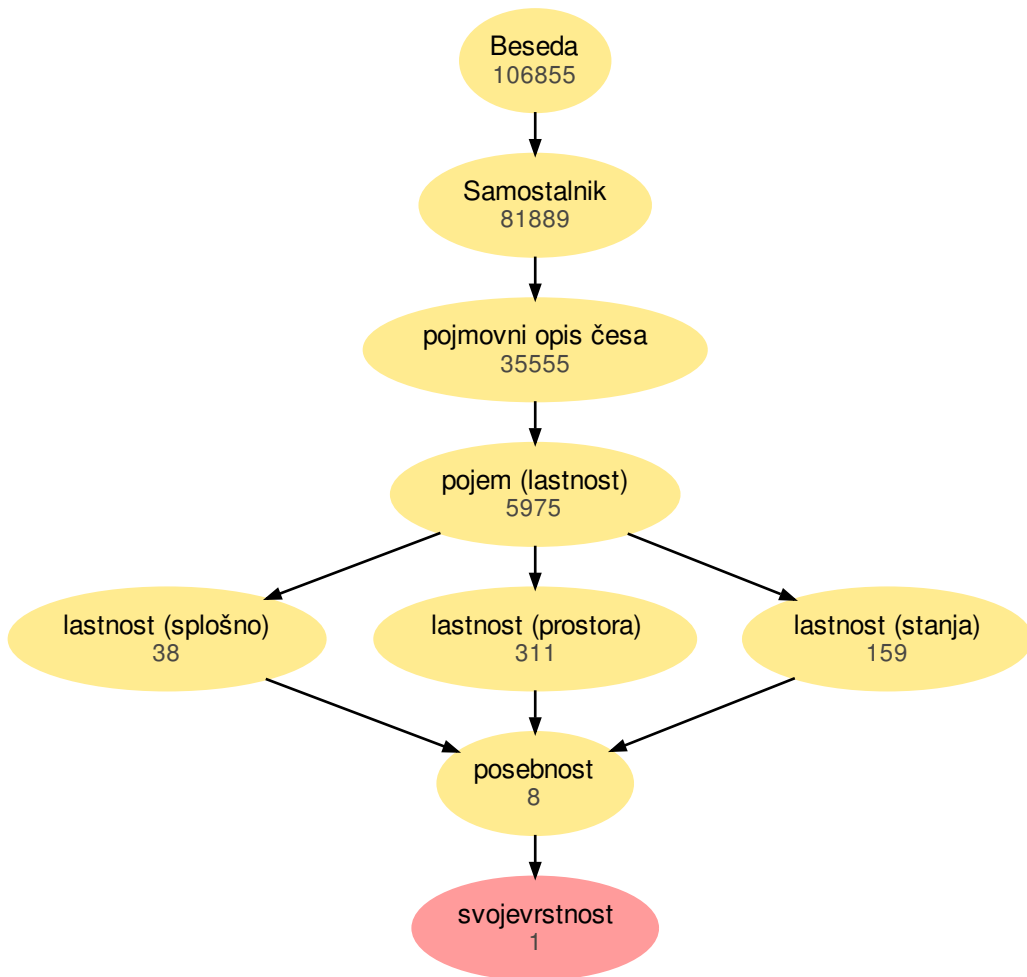 Beseda
106855
Samostalnik
81889
pojmovni opis česa
35555
pojem (lastnost)
5975
lastnost (splošno)
38
lastnost (prostora)
311
lastnost (stanja)
159
posebnost
8
svojevrstnost
1